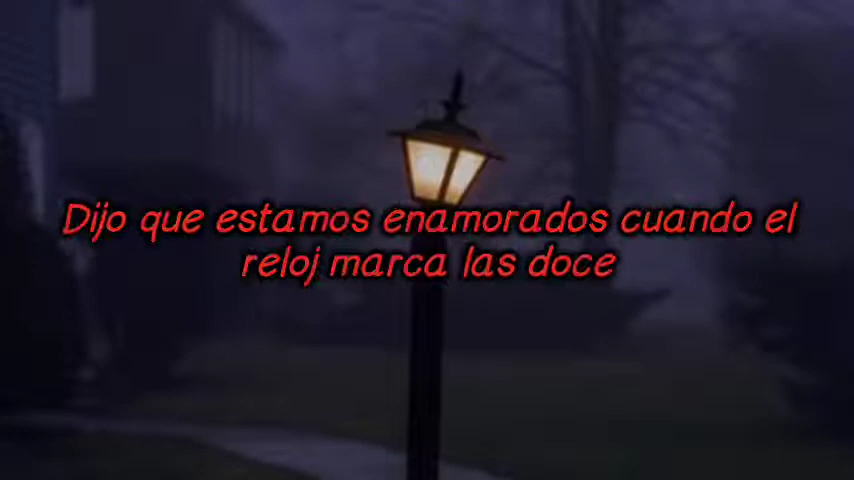 Dijo que estamos enamorados cuando el
reloj marca las doce